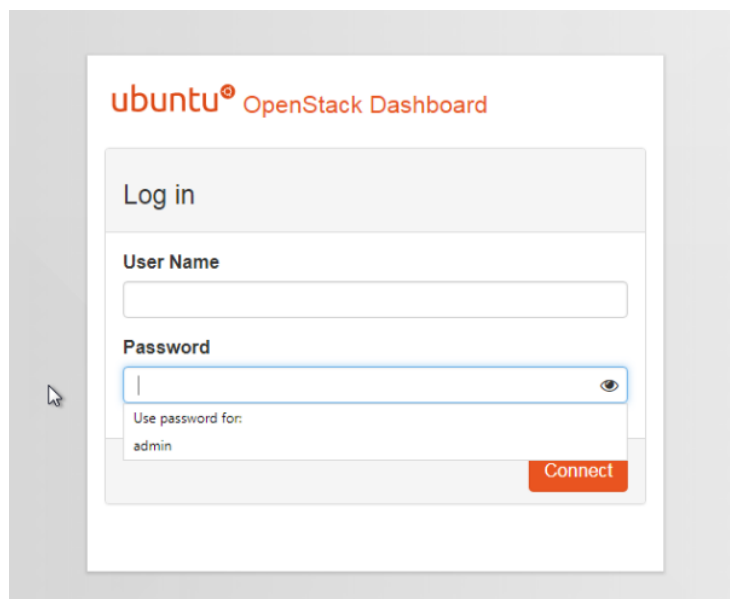 ubuntu OpenStack Dashboard
Log in
User Name
Password
Use password for:
admin
Connect